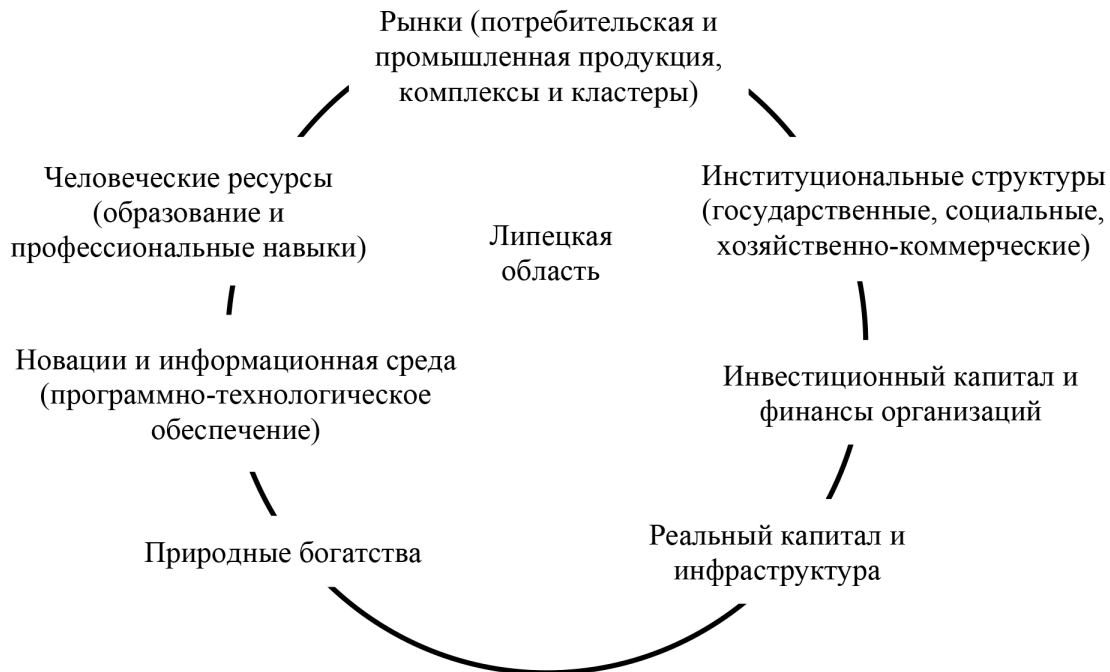 Рынки (потребительская и
промышленная продукция,
комплексы и кластеры)
Человеческие ресурсы
(образование и
профессиональные навыки)
Институциональные структуры
(государственные, социальные,
хозяйственно-коммерческие)
Липецкая
область
Новации и информационная среда
(программно-технологическое
обеспечение)
Инвестиционный капитал и
финансы организаций
Природные богатства
Реальный капитал и
инфраструктура